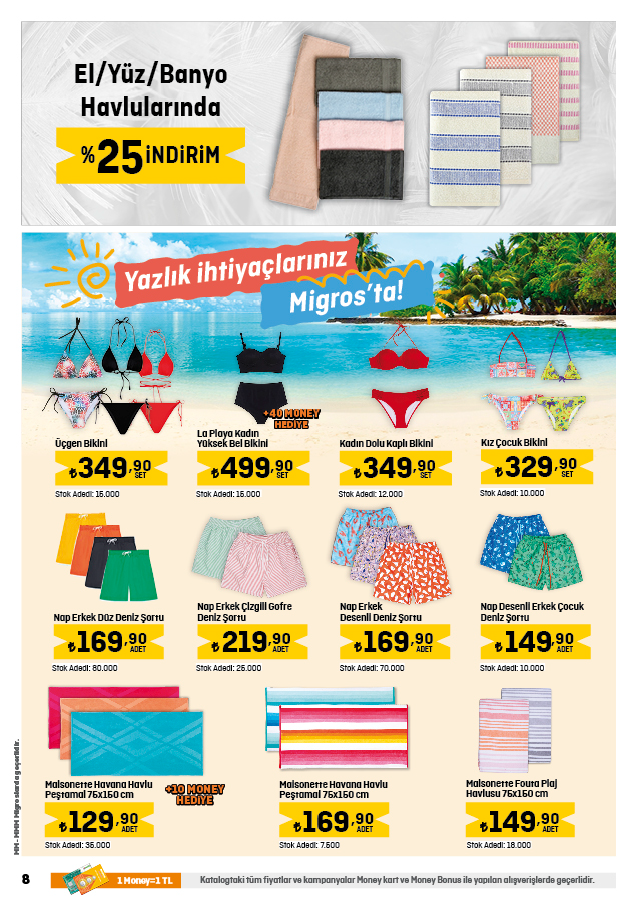 El/Yüz/Banyo
Havlularında
%25 İNDİRİM
Yazlık ihtiyaçlarınız
Migros'ta!
Üçgen Bikini
₺349,90
SET
Stok Adedi: 15.000
+40 MONEY
HEDİYE
La Playa Kadın
Yüksek Bel Bikini
₺499,90
SET
Stok Adedi: 15.000
Kadın Dolu Kaplı Bikini
₺349,90
SET
Stok Adedi: 12.000
Kız Çocuk Bikini
₺329,90
SET
Stok Adedi: 10.000
Nap Erkek Düz Deniz Şortu
₺169,90
ADET
Stok Adedi: 80.000
Nap Erkek Çizgili Gofre
Deniz Şortu
₺219,90
ADET
Stok Adedi: 25.000
Nap Erkek
Desenli Deniz Şortu
₺169,90
ADET
Stok Adedi: 70.000
Nap Desenli Erkek Çocuk
Deniz Şortu
₺149,90
ADET
Stok Adedi: 10.000
Maisonette Havana Havlu
Peştamal 75x150 cm
+10 MONEY
HEDİYE
₺129,90
ADET
Stok Adedi: 35.000
Maisonette Havana Havlu
Peştamal 75x150 cm
₺169,90
ADET
Stok Adedi: 7.500
Maisonette Fouta Plaj
Havlusu 75x150 cm
₺149,90
ADET
Stok Adedi: 18.000
MM - MMM Migroslarda geçerlidir.
8
1 Money=1 TL
Katalogtaki tüm fiyatlar ve kampanyalar Money kart ve Money Bonus ile yapılan alışverişlerde geçerlidir.